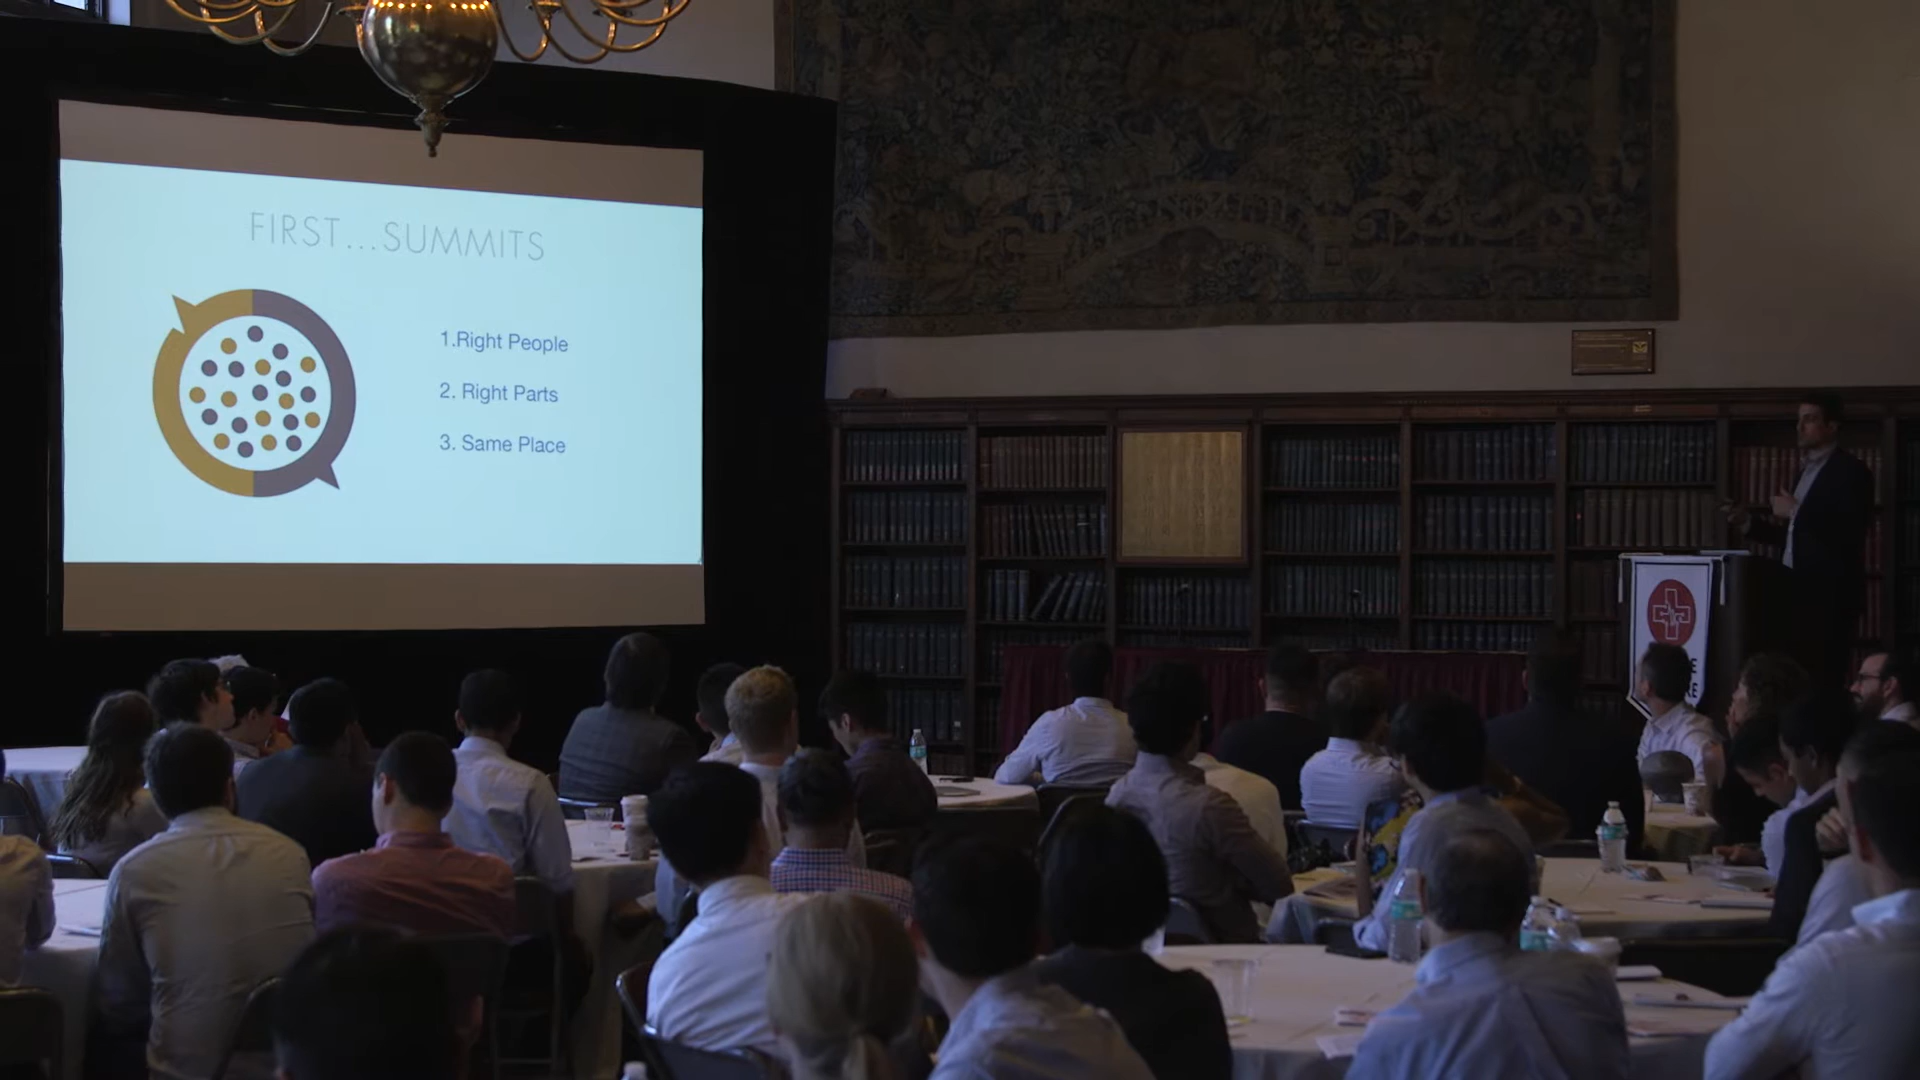 FIRST...SUMMITS
1.Right People
2. Right Parts
3. Same Place